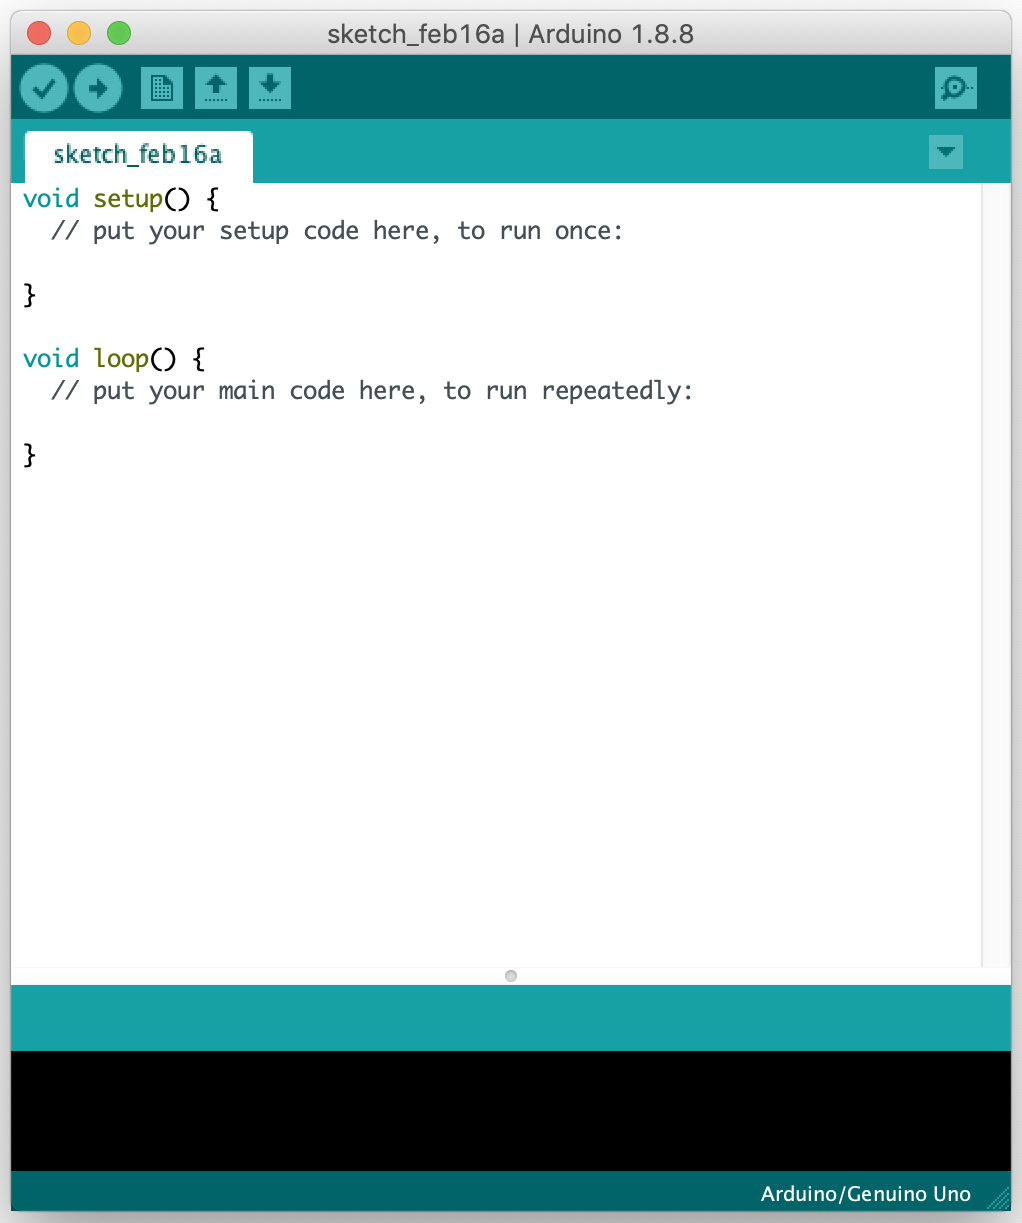 sketch_feb16a | Arduino 1.8.8
sketch_feb16a
void setup() {
  // put your setup code here, to run once:
}
void loop() {
  // put your main code here, to run repeatedly:
}
Arduino/Genuino Uno